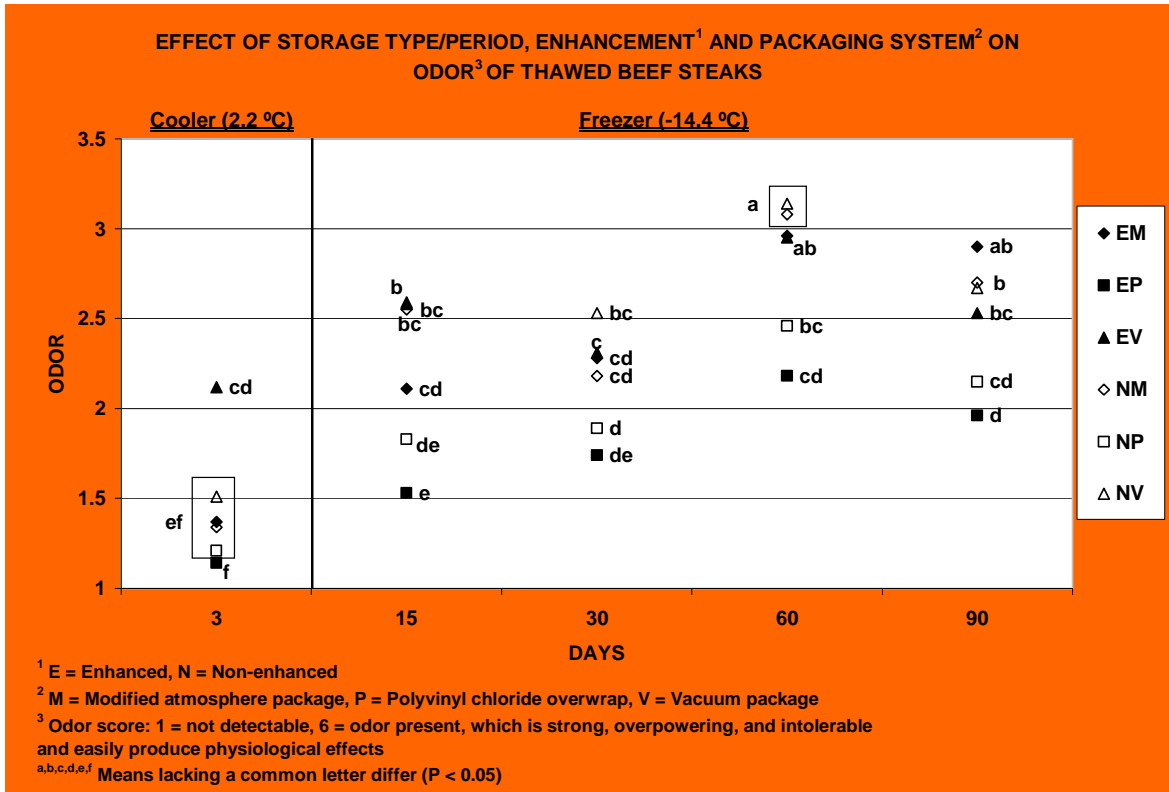 EFFECT OF STORAGE TYPE/PERIOD, ENHANCEMENT¹ AND PACKAGING SYSTEM² ON
ODOR³ OF THAWED BEEF STEAKS
Cooler (2.2 ºC)
Freezer (-14.4 ºC)
3.5
3
2.5
2
1.5
1
ODOR
cd
ef
f
b
bc
bc
cd
de
e
bc
c
cd
cd
d
de
a
ab
bc
cd
ab
b
bc
cd
d
3
15
30
60
90
DAYS
EM
EP
EV
NM
NP
NV
¹ E = Enhanced, N = Non-enhanced
² M = Modified atmosphere package, P = Polyvinyl chloride overwrap, V = Vacuum package
³ Odor score: 1 = not detectable, 6 = odor present, which is strong, overpowering, and intolerable
and easily produce physiological effects
a,b,c,d,e,f Means lacking a common letter differ (P < 0.05)